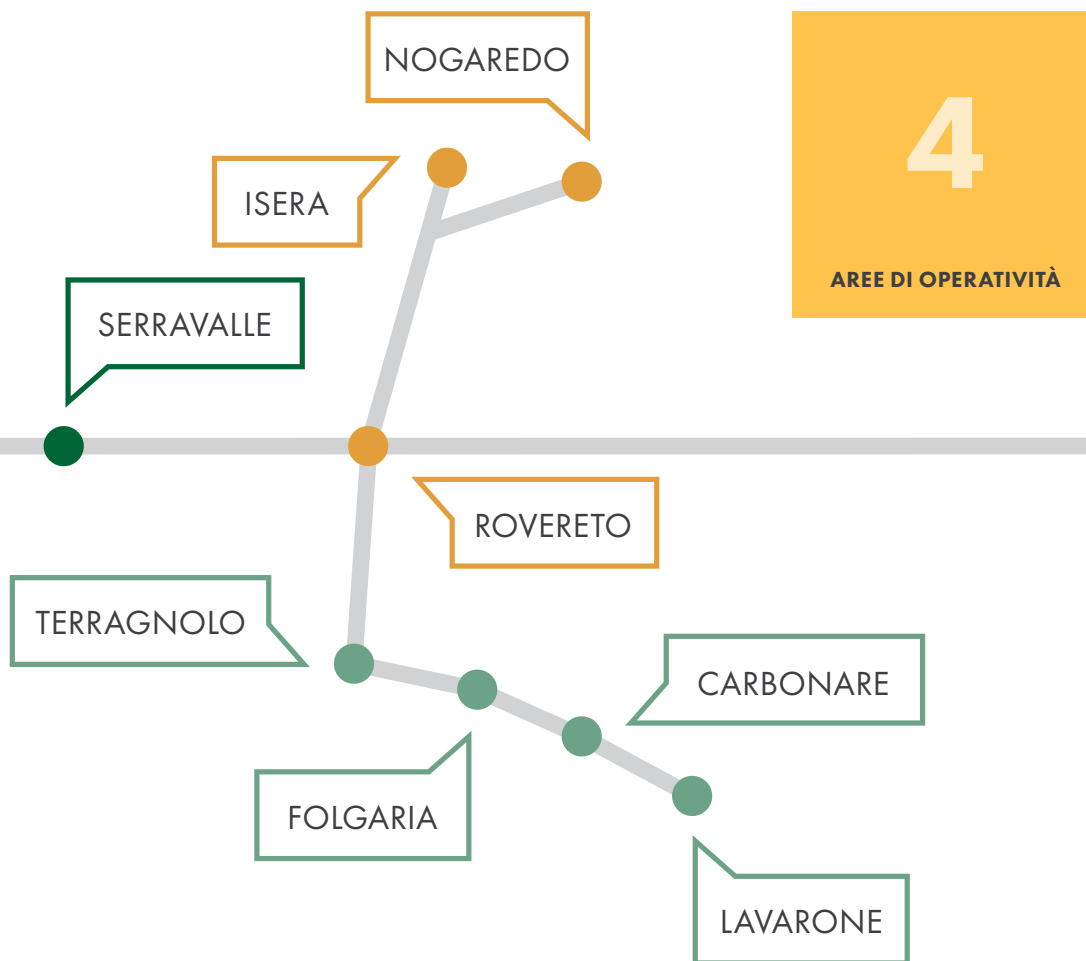 NOGAREDO
4
ISERA
AREE DI OPERATIVITÀ
SERRAVALLE
ROVERETO
TERRAGNOLO
CARBONARE
FOLGARIA
LAVARONE